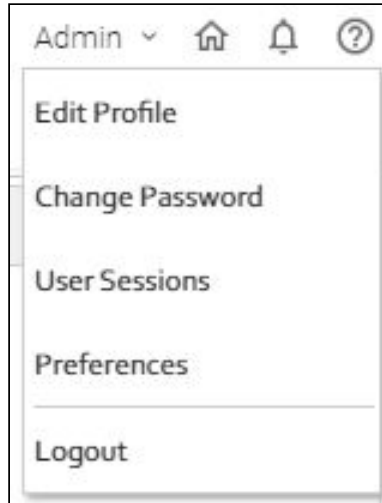 Admin
Edit Profile
Change Password
User Sessions
Preferences
Logout